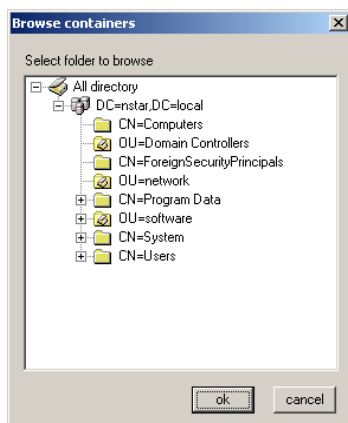 Browse containers
Select folder to browse
All directory
DC=nstar,DC=local
CN=Computers
OU=Domain Controllers
CN=ForeignSecurityPrincipals
OU=network
CN=Program Data
OU=software
CN=System
CN=Users
ok
cancel